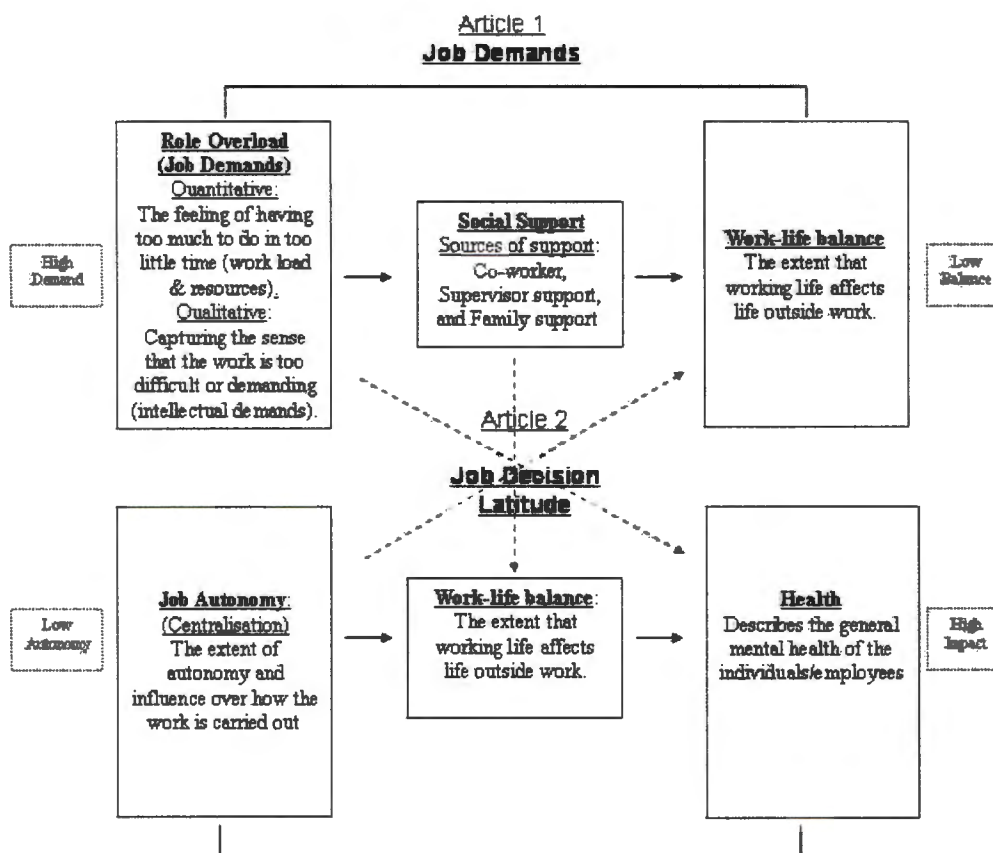 Article 1
Job Demands
Role Overload
(Job Demands)
Quantitative:
The feeling of having
too much to do in too
little time (work load
& resources).
Qualitative:
Capturing the sense
that the work is too
difficult or demanding
(intellectual demands).
High
Demand
Social Support
Sources of support:
Co-worker,
Supervisor support,
and Family support
Work-life balance
The extent that
working life affects
life outside work.
Low
Balance
Article 2
Job Decision
Latitude
Low
Autonomy
Job Autonomy:
(Centralisation)
The extent of
autonomy and
influence over how the
work is carried out
Work-life balance:
The extent that
working life affects
life outside work.
Health
Describes the general
mental health of the
individuals/employees
High
Impact